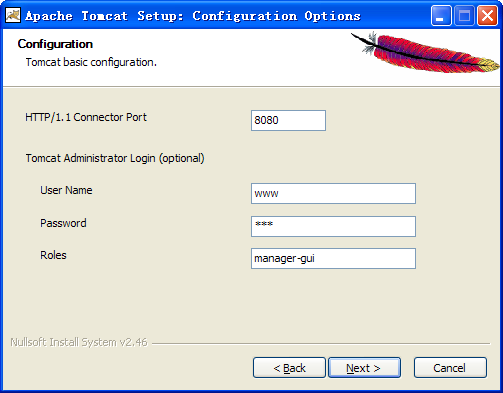 Apache Tomcat Setup: Configuration Options
Configuration
Tomcat basic configuration.
HTTP/1.1 Connector Port
8080
Tomcat Administrator Login (optional)
User Name
www
Password
***
Roles
manager-gui
Nullsoft Install System v2.46
< Back
Next >
Cancel